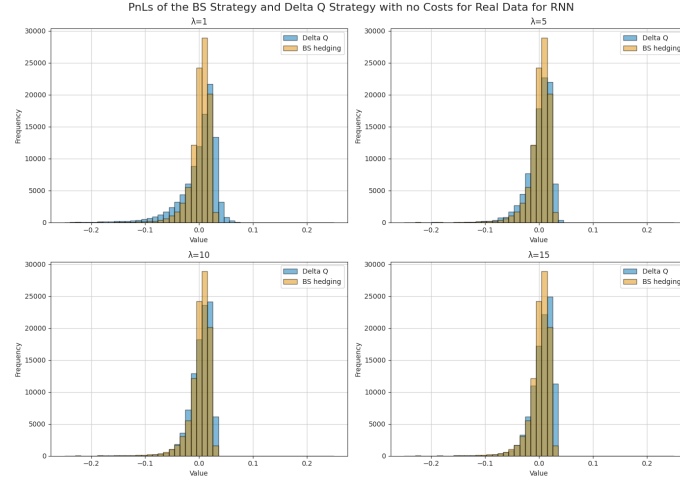 PnLs of the BS Strategy and Delta Q Strategy with no Costs for Real Data for RNN
λ=1
30000
25000
20000
15000
10000
5000
0
Frequency
−0.2 −0.1 0.0 0.1 0.2
Value
Delta Q
BS hedging
λ=5
30000
25000
20000
15000
10000
5000
0
Frequency
−0.2 −0.1 0.0 0.1 0.2
Value
Delta Q
BS hedging
λ=10
30000
25000
20000
15000
10000
5000
0
Frequency
−0.2 −0.1 0.0 0.1 0.2
Value
Delta Q
BS hedging
λ=15
30000
25000
20000
15000
10000
5000
0
Frequency
−0.2 −0.1 0.0 0.1 0.2
Value
Delta Q
BS hedging